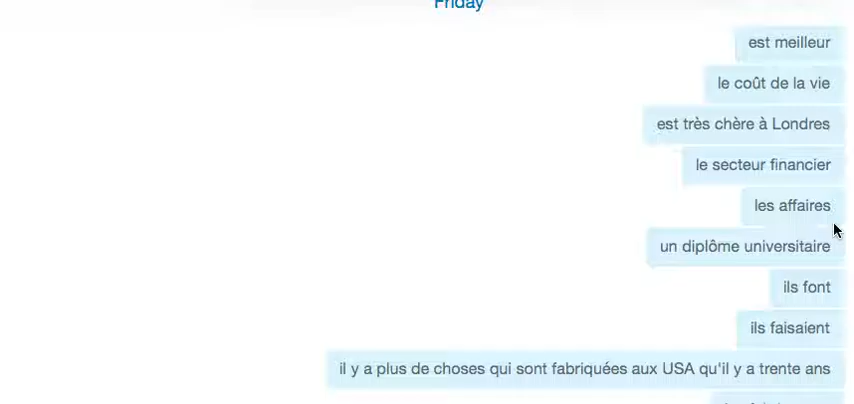 Friday
est meilleur
le coût de la vie
est très chère à Londres
le secteur financier
les affaires
un diplôme universitaire
ils font
ils faisaient
il y a plus de choses qui sont fabriquées aux USA qu'il y a trente ans